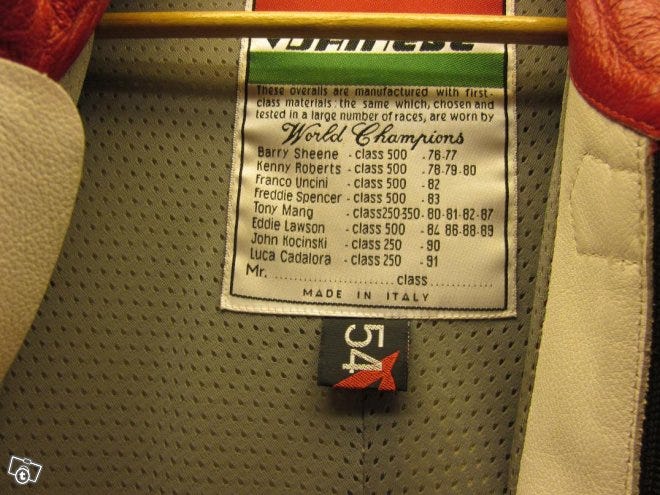 Dainese
These overalls are manufactured with first-
class materials: the same which, chosen and
tested in a large number of races, are worn by
World Champions
Barry Sheene - class 500 - 76-77
Kenny Roberts - class 500 - 78-79-80
Franco Uncini - class 500 - 82
Freddie Spencer - class 500 - 83
Tony Mang - class250-350 - 80-81-82-87
Eddie Lawson - class 500 - 84 86-88-89
John Kocinski - class 250 - 90
Luca Cadalora - class 250 - 91
Mr. .......................... class ..............
MADE IN ITALY
54
t